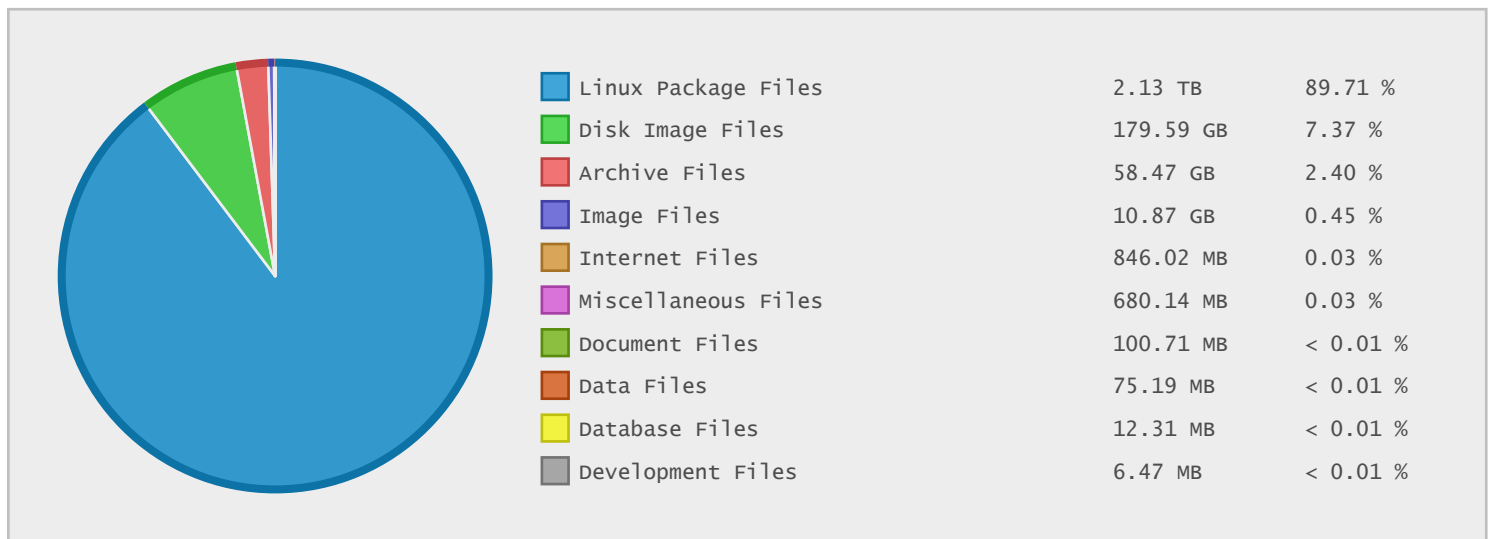 Linux Package Files 2.13 TB 89.71 %
Disk Image Files 179.59 GB 7.37 %
Archive Files 58.47 GB 2.40 %
Image Files 10.87 GB 0.45 %
Internet Files 846.02 MB 0.03 %
Miscellaneous Files 680.14 MB 0.03 %
Document Files 100.71 MB < 0.01 %
Data Files 75.19 MB < 0.01 %
Database Files 12.31 MB < 0.01 %
Development Files 6.47 MB < 0.01 %